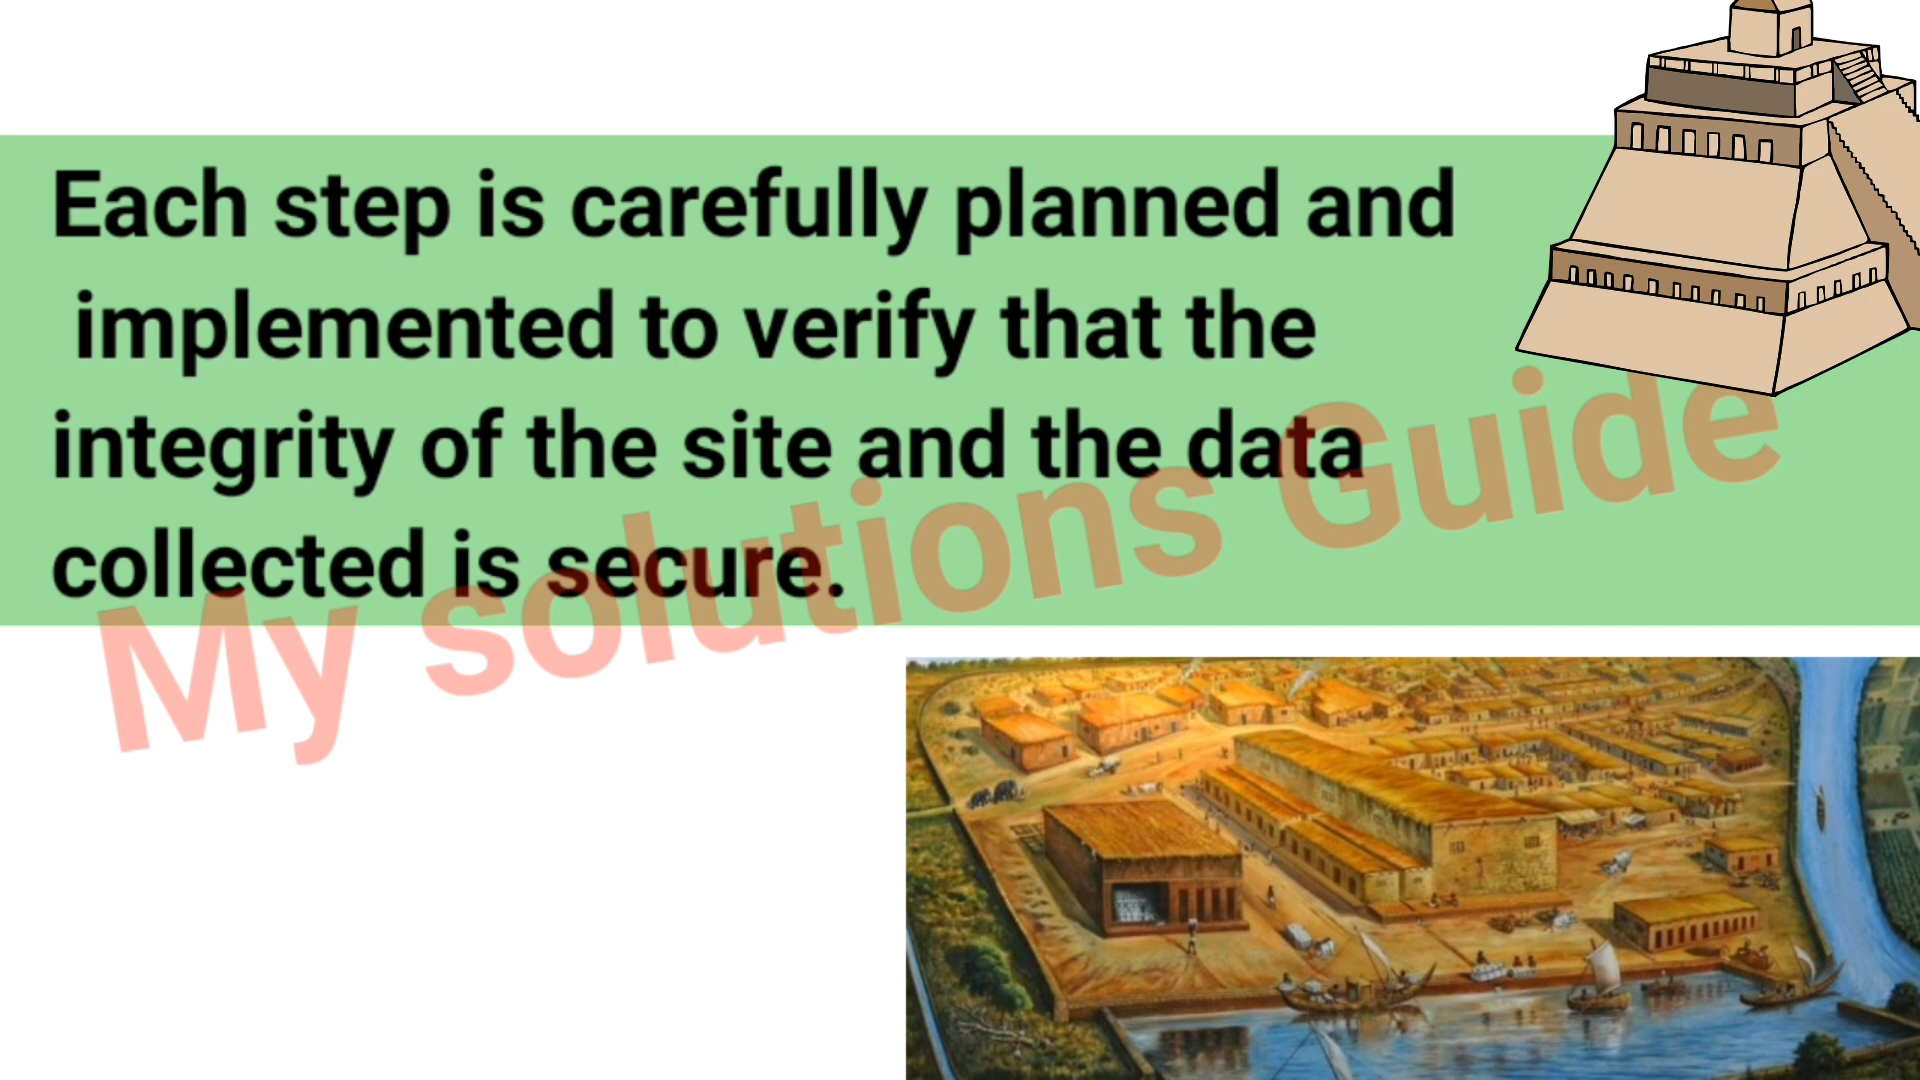 Each step is carefully planned and
implemented to verify that the
integrity of the site and the data
collected is secure.
My solutions Guide